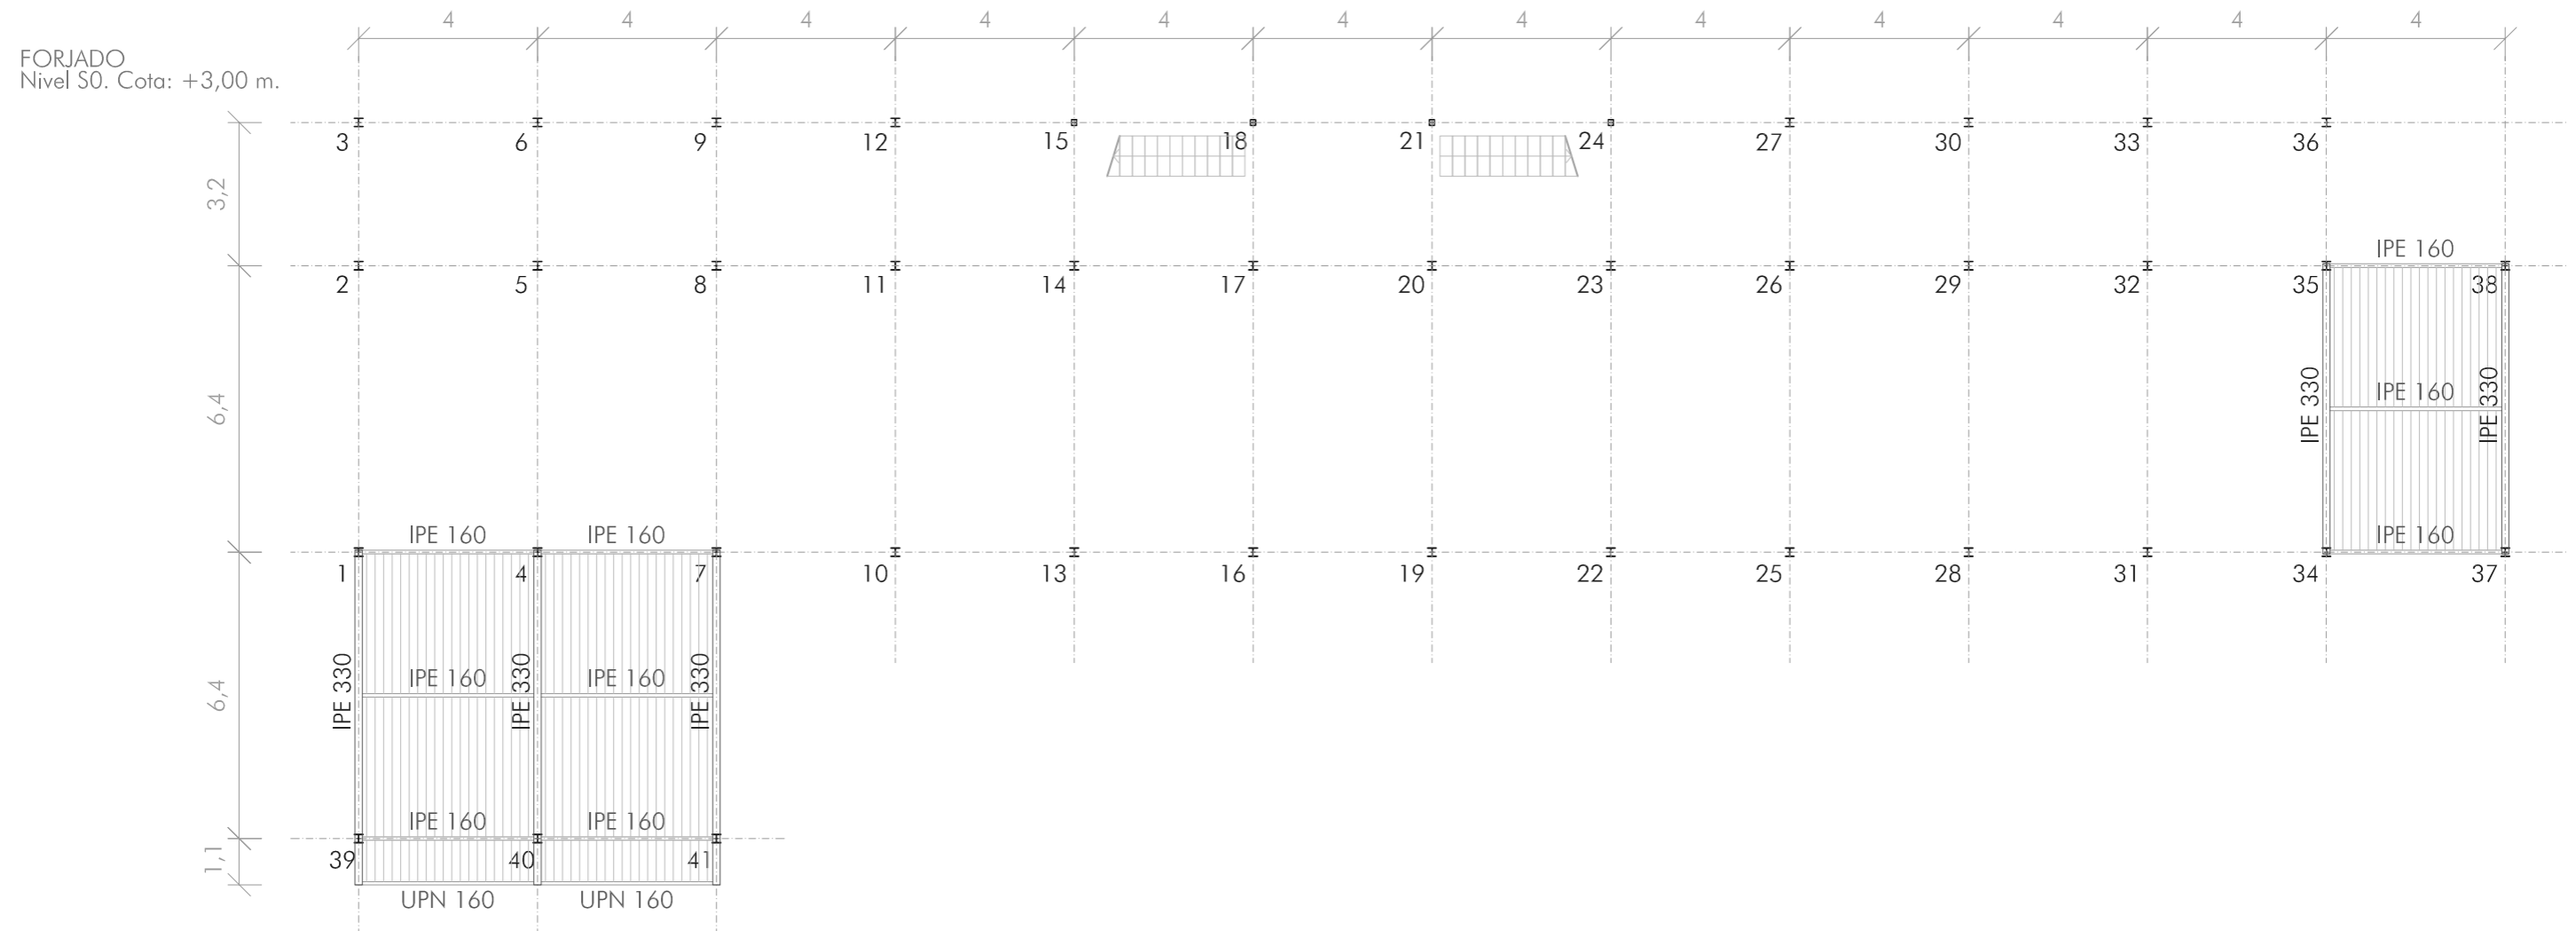 4 4 4 4 4 4 4 4 4 4 4 4
FORJADO
Nivel S0. Cota: +3,00 m.
3 6 9 12 15 18 21 24 27 30 33 36
3,2
IPE 160
2 5 8 11 14 17 20 23 26 29 32 35 38
6,4
IPE 330 IPE 160 IPE 330
IPE 160 IPE 160 IPE 160
1 4 7 10 13 16 19 22 25 28 31 34 37
6,4
IPE 330 IPE 160 IPE 330 IPE 160 IPE 330
IPE 160 IPE 160
1,1
39 40 41
UPN 160 UPN 160